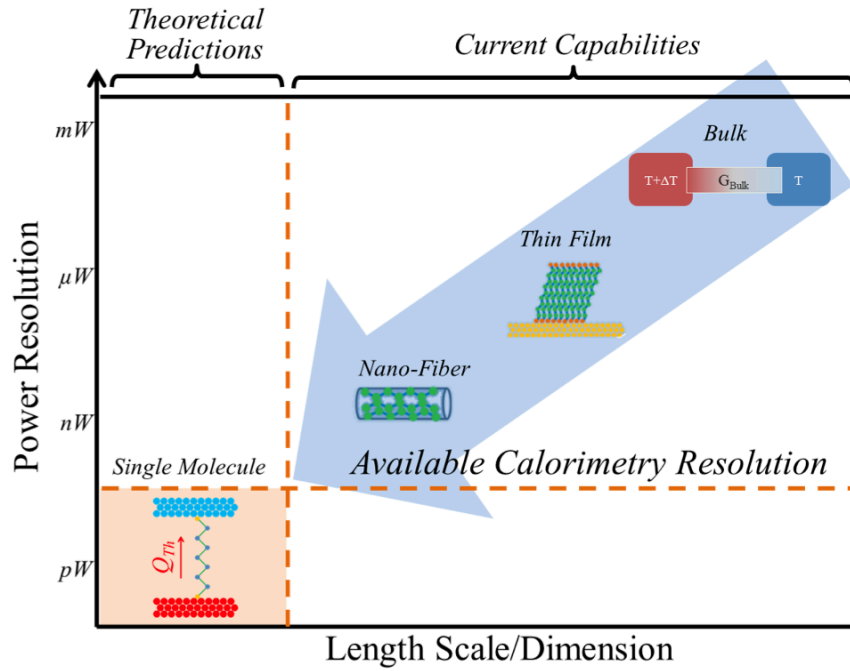 Theoretical
Predictions
Current Capabilities
mW
Bulk
T+ΔT
G_Bulk
T
Thin Film
μW
Power Resolution
Nano-Fiber
nW
Single Molecule
Available Calorimetry Resolution
Q_Th
pW
Length Scale/Dimension